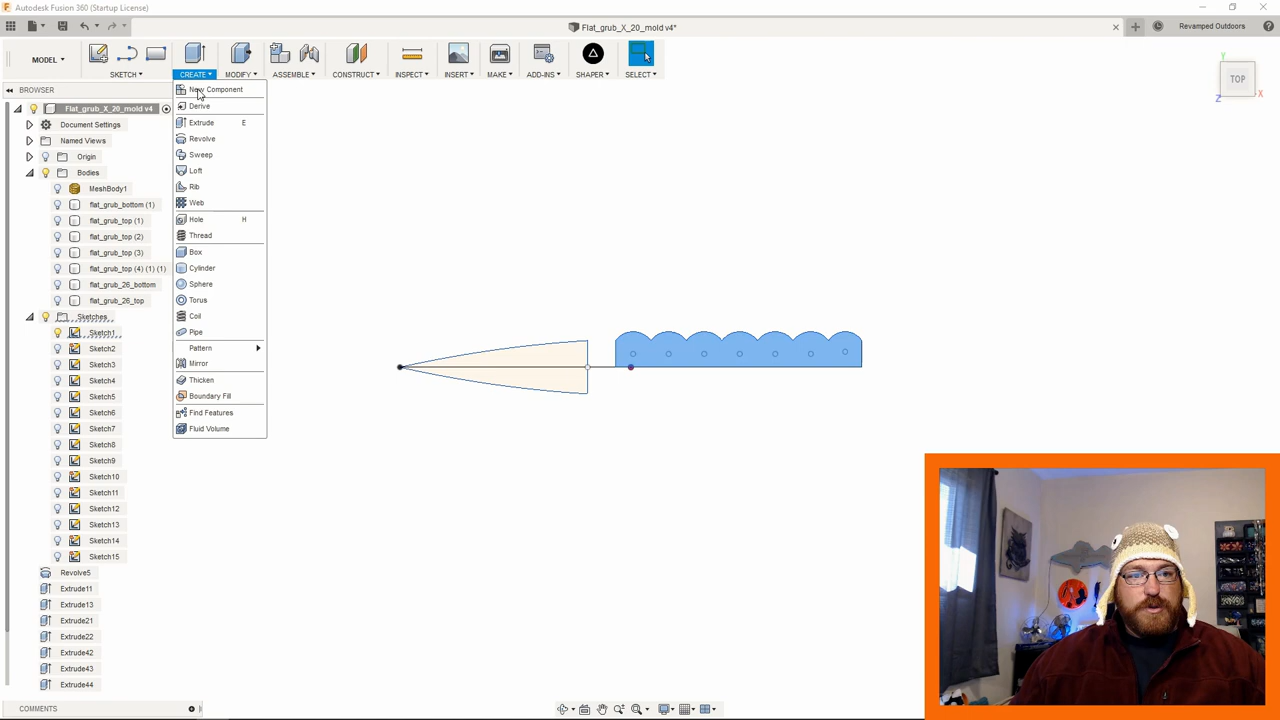 Autodesk Fusion 360 (Startup License)
Flat_grub_X_20_mold v4*
Revamped Outdoors
MODEL
SKETCH
CREATE
MODIFY
ASSEMBLE
CONSTRUCT
INSPECT
INSERT
MAKE
ADD-INS
SHAPER
SELECT
BROWSER
Flat_grub_X_20_mold v4
Document Settings
Named Views
Origin
Bodies
MeshBody1
flat_grub_bottom (1)
flat_grub_top (1)
flat_grub_top (2)
flat_grub_top (3)
flat_grub_top (4) (1) (1)
flat_grub_26_bottom
flat_grub_26_top
Sketches
Sketch1
Sketch2
Sketch3
Sketch4
Sketch5
Sketch6
Sketch7
Sketch8
Sketch9
Sketch10
Sketch11
Sketch12
Sketch13
Sketch14
Sketch15
Revolve5
Extrude11
Extrude13
Extrude21
Extrude22
Extrude42
Extrude43
Extrude44
New Component
Derive
Extrude E
Revolve
Sweep
Loft
Rib
Web
Hole H
Thread
Box
Cylinder
Sphere
Torus
Coil
Pipe
Pattern
Mirror
Thicken
Boundary Fill
Find Features
Fluid Volume
Y
TOP
X
Z
COMMENTS